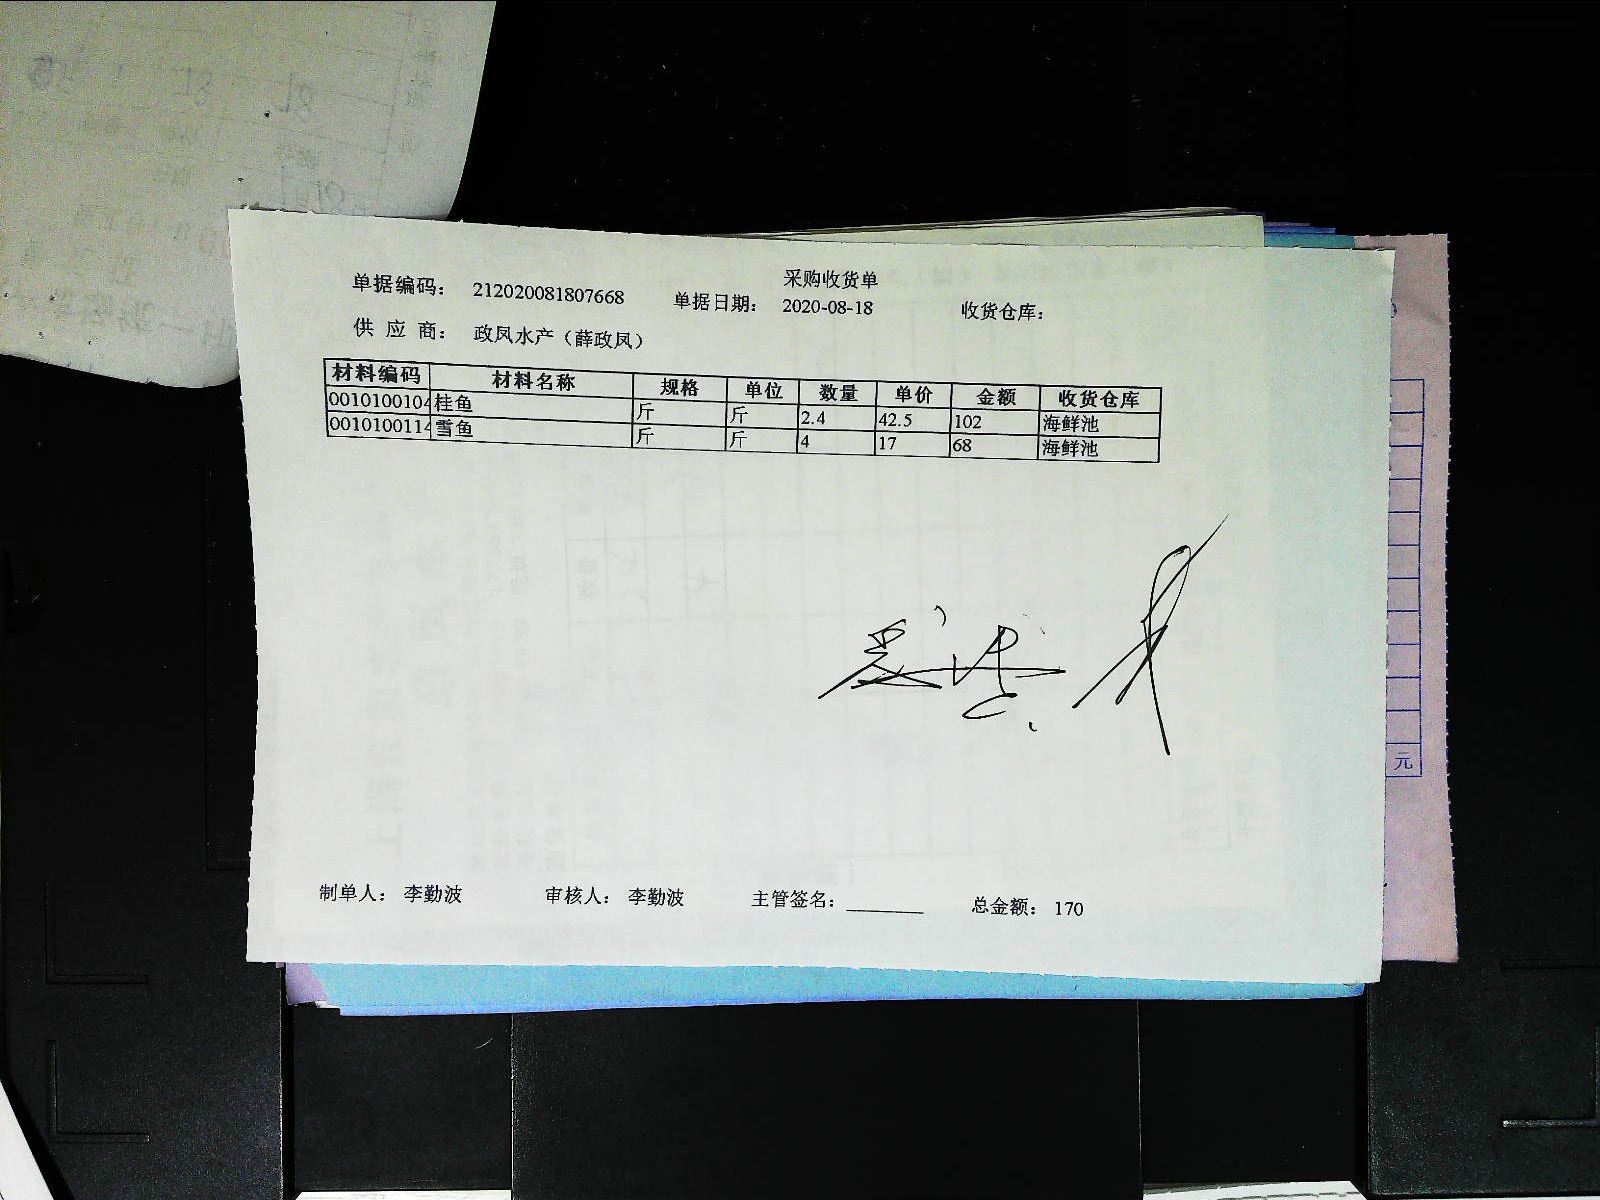 采购收货单
单据编码： 212020081807668 单据日期： 2020-08-18 收货仓库：
供 应 商： 政凤水产（薛政凤）
材料编码 材料名称 规格 单位 数量 单价 金额 收货仓库
0010100104 桂鱼 斤 斤 2.4 42.5 102 海鲜池
0010100114 雪鱼 斤 斤 4 17 68 海鲜池
制单人： 李勤波 审核人： 李勤波 主管签名：________ 总金额： 170
元